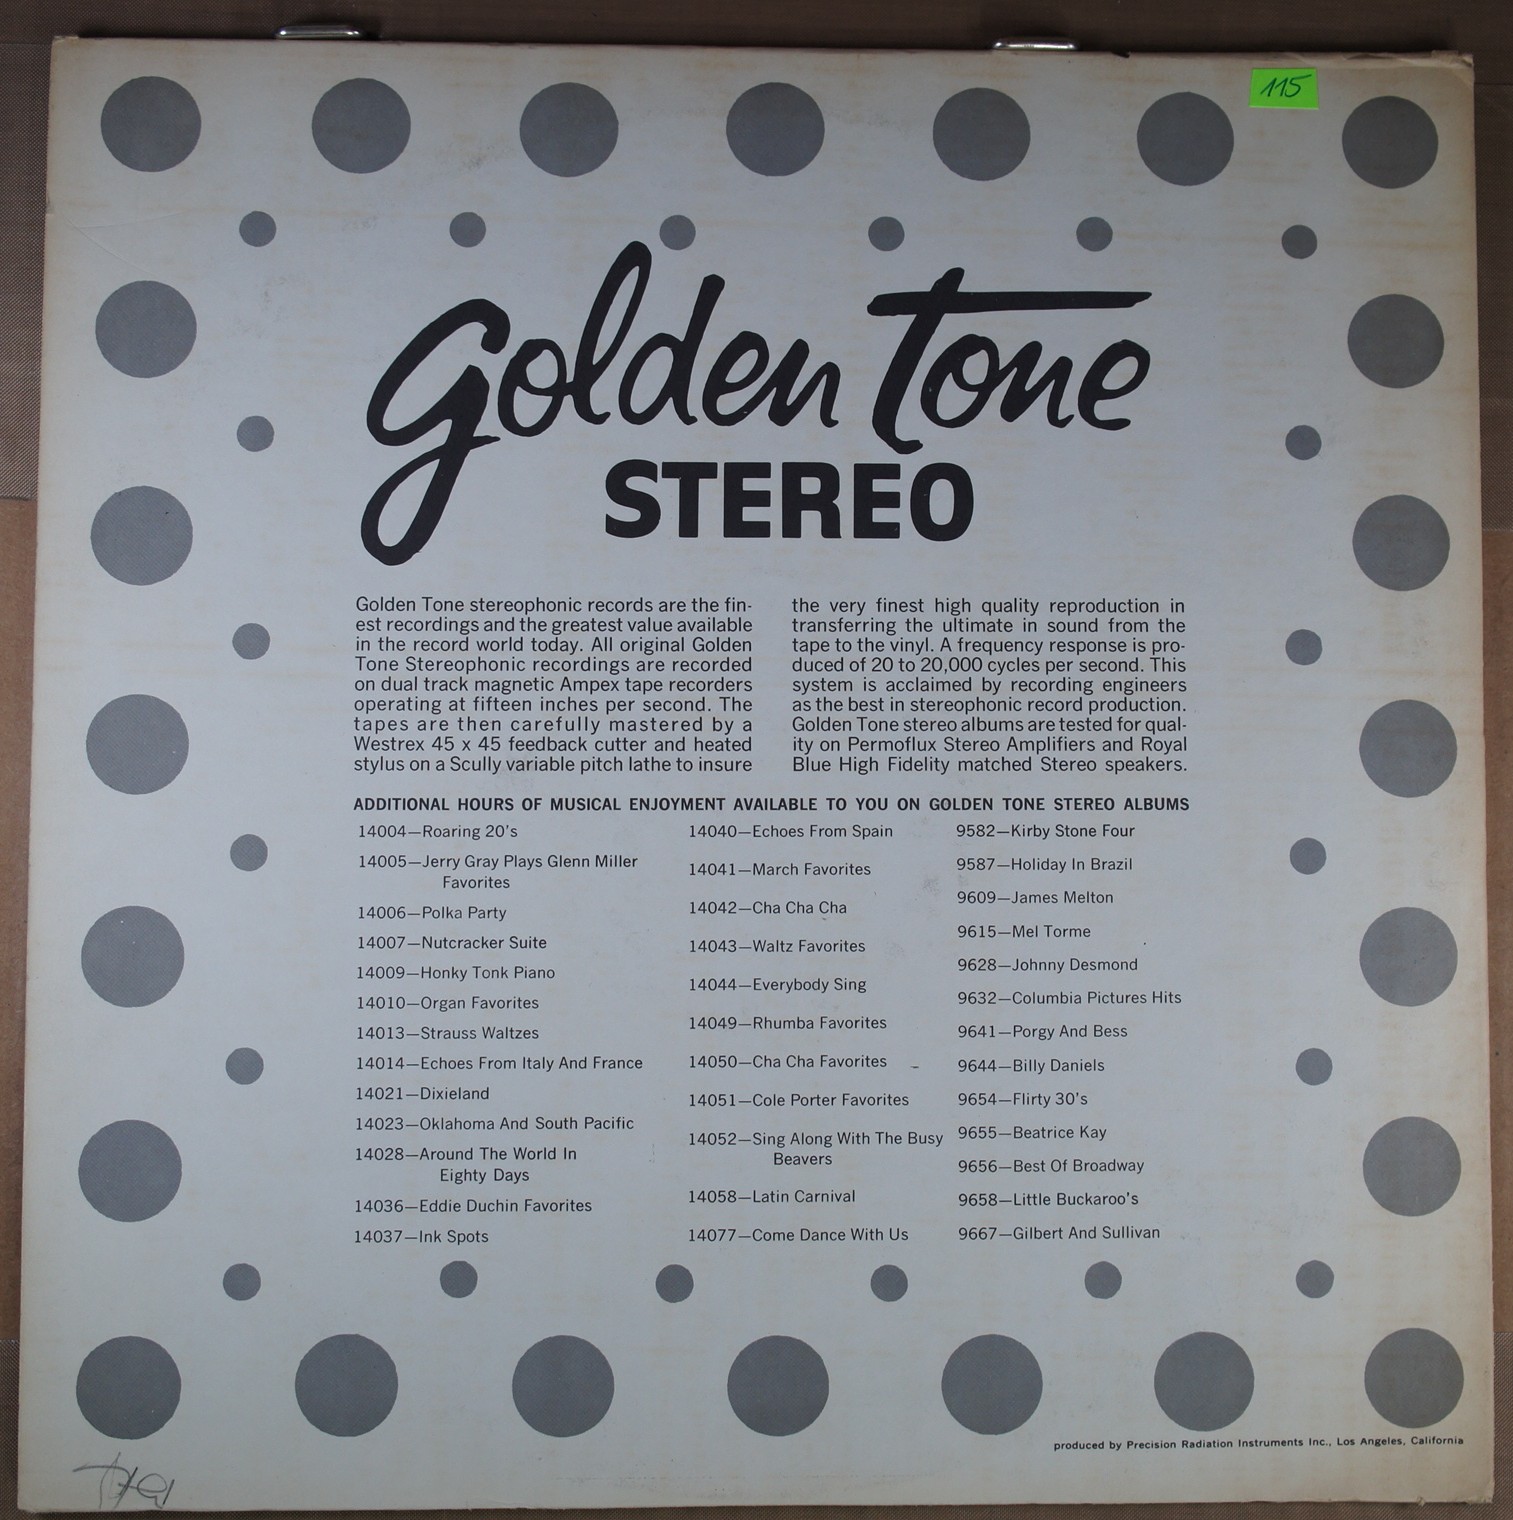 115
Golden Tone
STEREO
Golden Tone stereophonic records are the fin-
est recordings and the greatest value available
in the record world today. All original Golden
Tone Stereophonic recordings are recorded
on dual track magnetic Ampex tape recorders
operating at fifteen inches per second. The
tapes are then carefully mastered by a
Westrex 45 x 45 feedback cutter and heated
stylus on a Scully variable pitch lathe to insure
the very finest high quality reproduction in
transferring the ultimate in sound from the
tape to the vinyl. A frequency response is pro-
duced of 20 to 20,000 cycles per second. This
system is acclaimed by recording engineers
as the best in stereophonic record production.
Golden Tone stereo albums are tested for qual-
ity on Permoflux Stereo Amplifiers and Royal
Blue High Fidelity matched Stereo speakers.
ADDITIONAL HOURS OF MUSICAL ENJOYMENT AVAILABLE TO YOU ON GOLDEN TONE STEREO ALBUMS
14004—Roaring 20's
14005—Jerry Gray Plays Glenn Miller
Favorites
14006—Polka Party
14007—Nutcracker Suite
14009—Honky Tonk Piano
14010—Organ Favorites
14013—Strauss Waltzes
14014—Echoes From Italy And France
14021—Dixieland
14023—Oklahoma And South Pacific
14028—Around The World In
Eighty Days
14036—Eddie Duchin Favorites
14037—Ink Spots
14040—Echoes From Spain
14041—March Favorites
14042—Cha Cha Cha
14043—Waltz Favorites
14044—Everybody Sing
14049—Rhumba Favorites
14050—Cha Cha Favorites
14051—Cole Porter Favorites
14052—Sing Along With The Busy
Beavers
14058—Latin Carnival
14077—Come Dance With Us
9582—Kirby Stone Four
9587—Holiday In Brazil
9609—James Melton
9615—Mel Torme
9628—Johnny Desmond
9632—Columbia Pictures Hits
9641—Porgy And Bess
9644—Billy Daniels
9654—Flirty 30's
9655—Beatrice Kay
9656—Best Of Broadway
9658—Little Buckaroo's
9667—Gilbert And Sullivan
produced by Precision Radiation Instruments Inc., Los Angeles, California